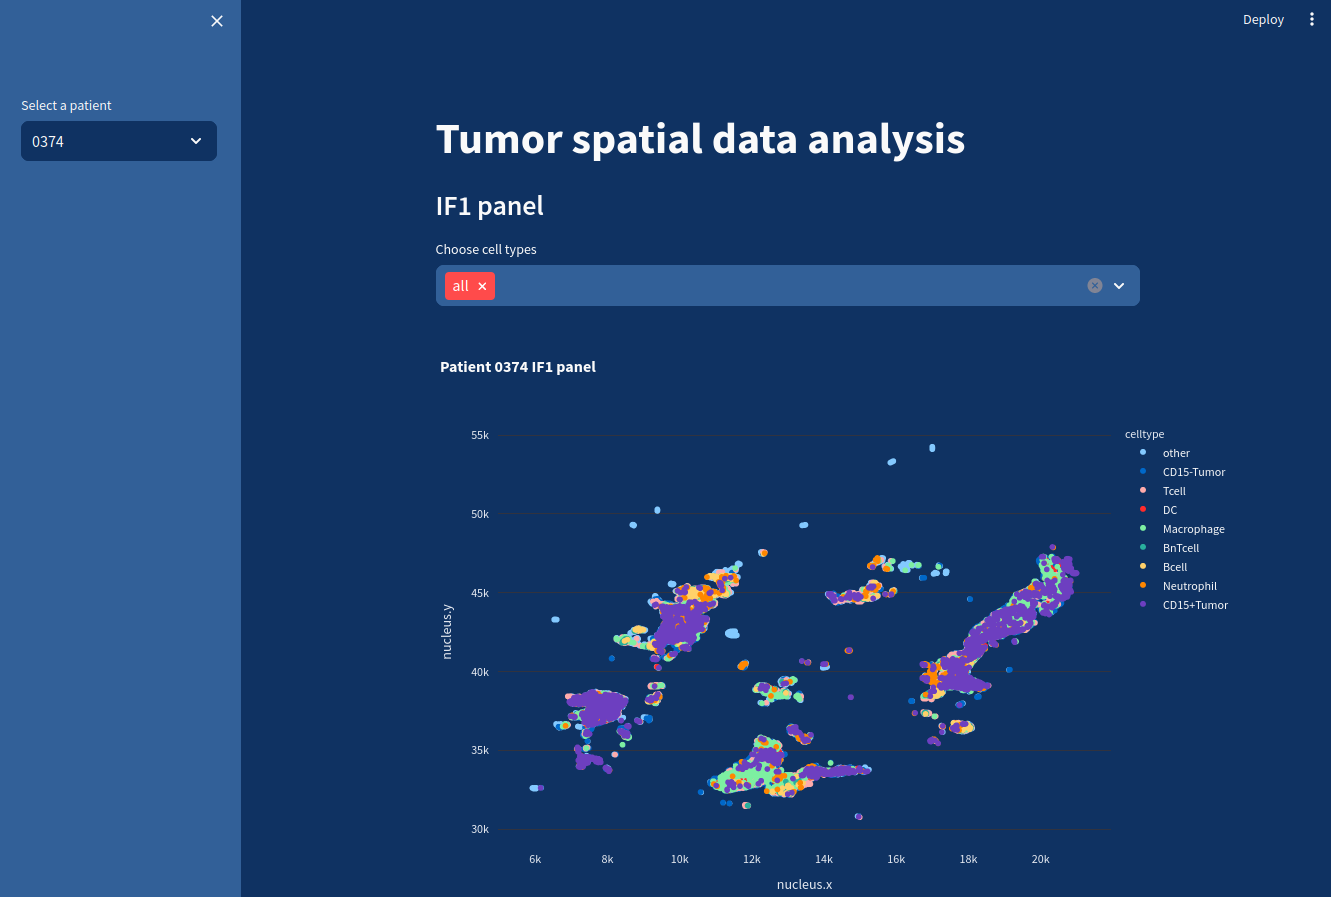 Deploy
Select a patient
0374
Tumor spatial data analysis
IF1 panel
Choose cell types
all
Patient 0374 IF1 panel
55k
50k
45k
40k
35k
30k
nucleus.y
6k 8k 10k 12k 14k 16k 18k 20k
nucleus.x
celltype
other
CD15-Tumor
Tcell
DC
Macrophage
BnTcell
Bcell
Neutrophil
CD15+Tumor